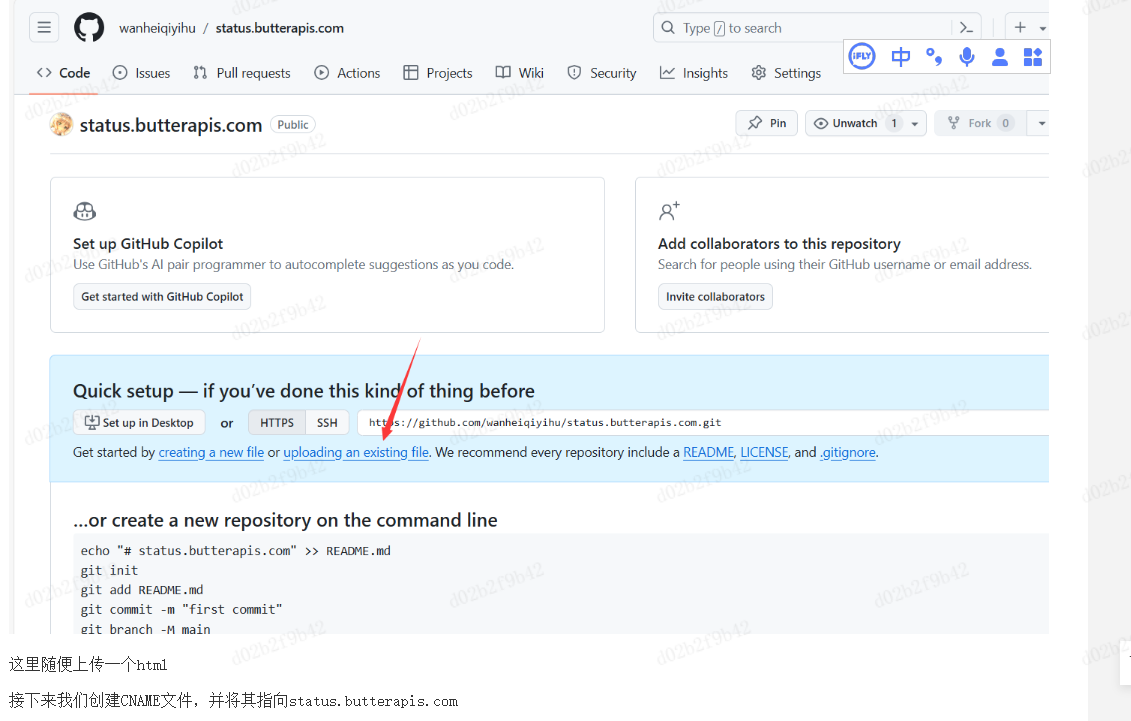 wanheiqiyihu / status.butterapis.com
Type / to search
Code Issues Pull requests Actions Projects Wiki Security Insights Settings
iFLY 中
status.butterapis.com Public
Pin Unwatch 1 Fork 0
Set up GitHub Copilot
Use GitHub's AI pair programmer to autocomplete suggestions as you code.
Get started with GitHub Copilot
Add collaborators to this repository
Search for people using their GitHub username or email address.
Invite collaborators
Quick setup — if you've done this kind of thing before
Set up in Desktop or HTTPS SSH https://github.com/wanheiqiyihu/status.butterapis.com.git
Get started by creating a new file or uploading an existing file. We recommend every repository include a README, LICENSE, and .gitignore.
…or create a new repository on the command line
echo "# status.butterapis.com" >> README.md
git init
git add README.md
git commit -m "first commit"
git branch -M main
这里随便上传一个html
接下来我们创建CNAME文件，并将其指向status.butterapis.com
d02b2f9b42